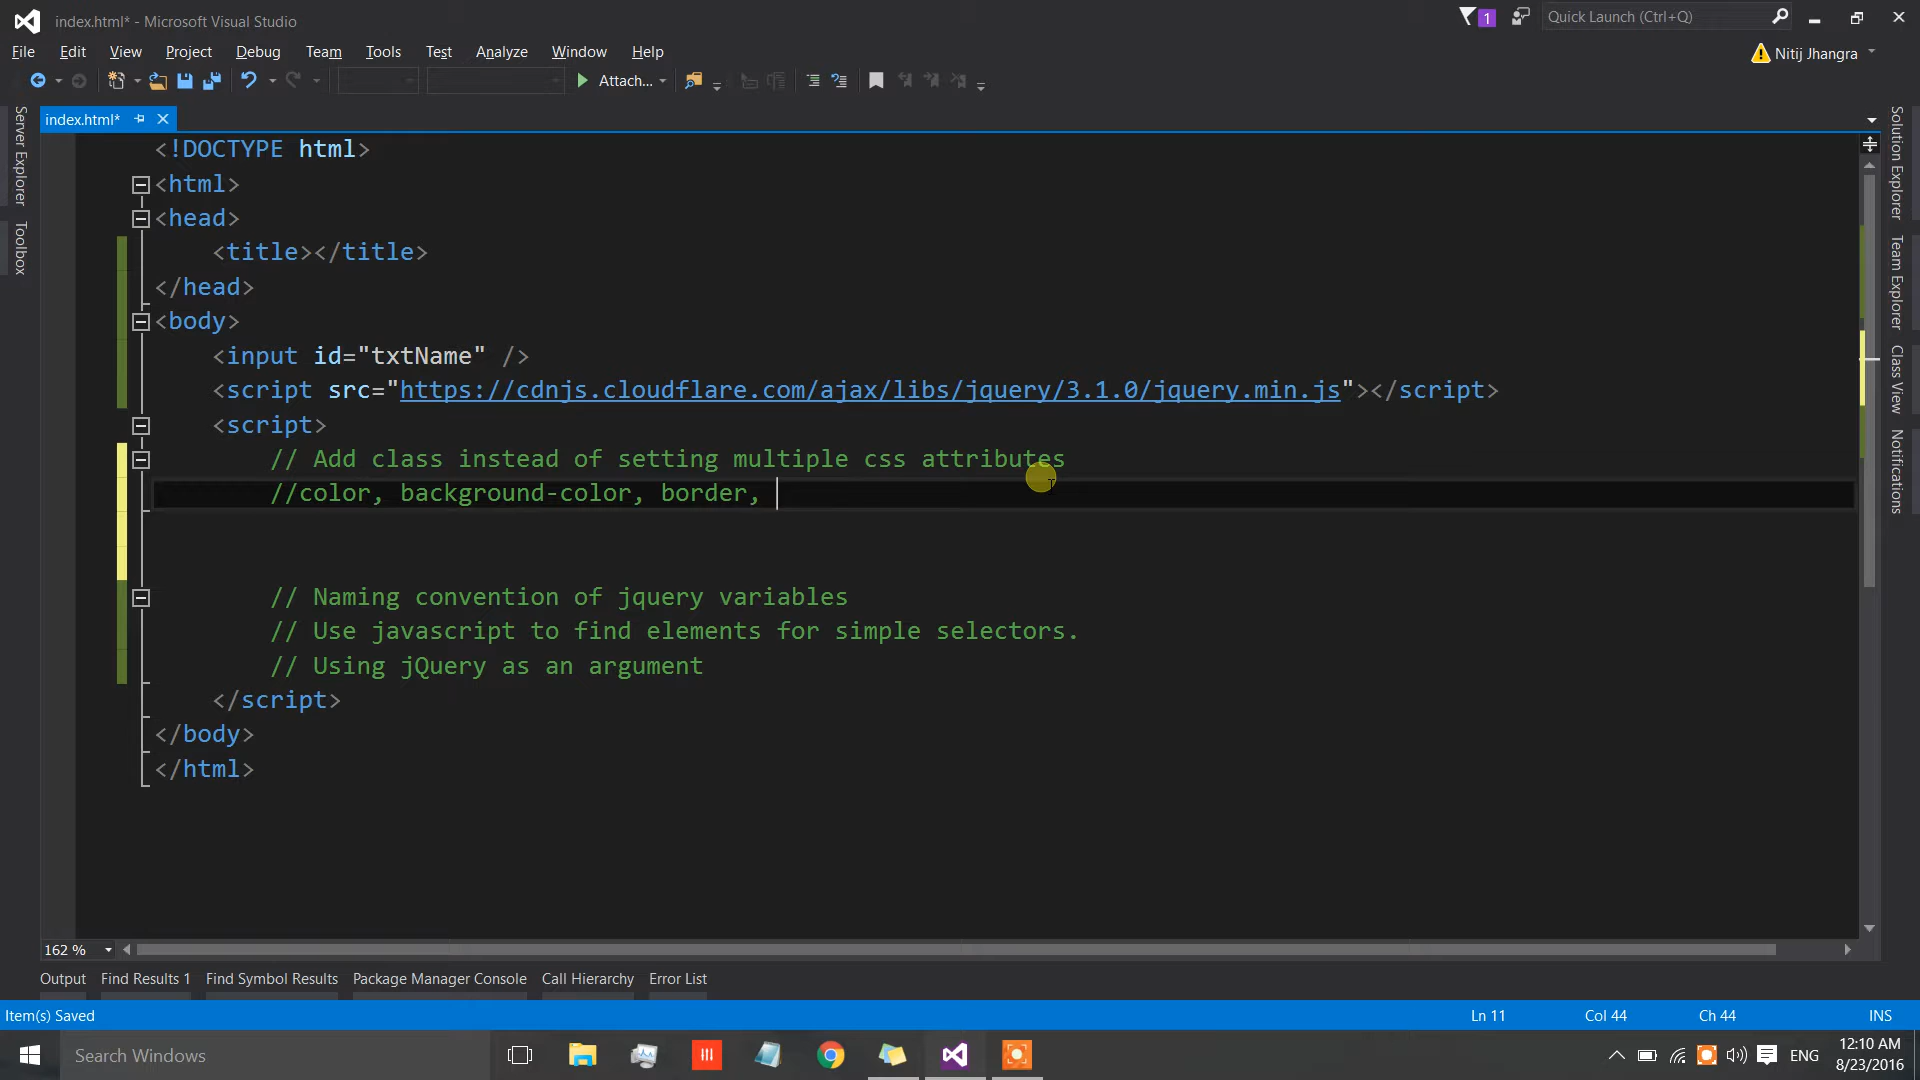 index.html* - Microsoft Visual Studio
1
Quick Launch (Ctrl+Q)
File Edit View Project Debug Team Tools Test Analyze Window Help
Nitij Jhangra
Attach...
Server Explorer
Toolbox
index.html*
<!DOCTYPE html>
<html>
<head>
<title></title>
</head>
<body>
<input id="txtName" />
<script src="https://cdnjs.cloudflare.com/ajax/libs/jquery/3.1.0/jquery.min.js"></script>
<script>
// Add class instead of setting multiple css attributes
//color, background-color, border,
// Naming convention of jquery variables
// Use javascript to find elements for simple selectors.
// Using jQuery as an argument
</script>
</body>
</html>
Solution Explorer
Team Explorer
Class View
Notifications
162 %
Output Find Results 1 Find Symbol Results Package Manager Console Call Hierarchy Error List
Item(s) Saved Ln 11 Col 44 Ch 44 INS
Search Windows
ENG
12:10 AM
8/23/2016